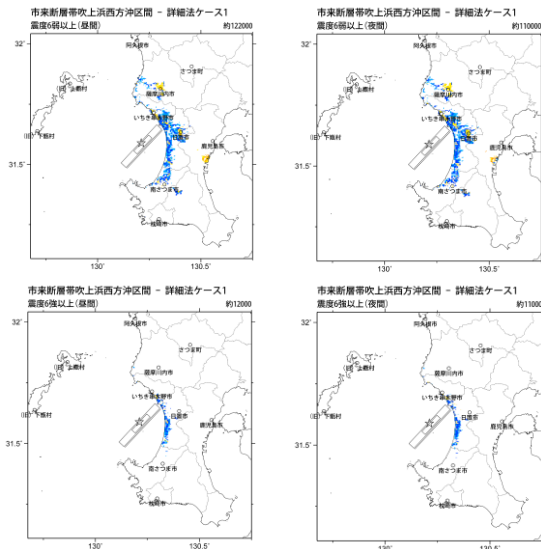 市来断層帯吹上浜西方沖区間 − 詳細法ケース1
震度6弱以上(昼間) 約122000
32˚
31.5˚
130˚
130.5˚
阿久根市
さつま町
(旧)上甑村
薩摩川内市
(旧)下甑村
日置市
鹿児島市
南さつま市
枕崎市
市来断層帯吹上浜西方沖区間 − 詳細法ケース1
震度6弱以上(夜間) 約110000
32˚
31.5˚
130˚
130.5˚
阿久根市
さつま町
(旧)上甑村
薩摩川内市
(旧)下甑村
日置市
鹿児島市
南さつま市
枕崎市
市来断層帯吹上浜西方沖区間 − 詳細法ケース1
震度6強以上(昼間) 約12000
32˚
31.5˚
130˚
130.5˚
阿久根市
さつま町
(旧)上甑村
薩摩川内市
いちき串木野市
(旧)下甑村
日置市
鹿児島市
南さつま市
枕崎市
市来断層帯吹上浜西方沖区間 − 詳細法ケース1
震度6強以上(夜間) 約11000
32˚
31.5˚
130˚
130.5˚
阿久根市
さつま町
(旧)上甑村
薩摩川内市
いちき串木野市
(旧)下甑村
日置市
鹿児島市
南さつま市
枕崎市